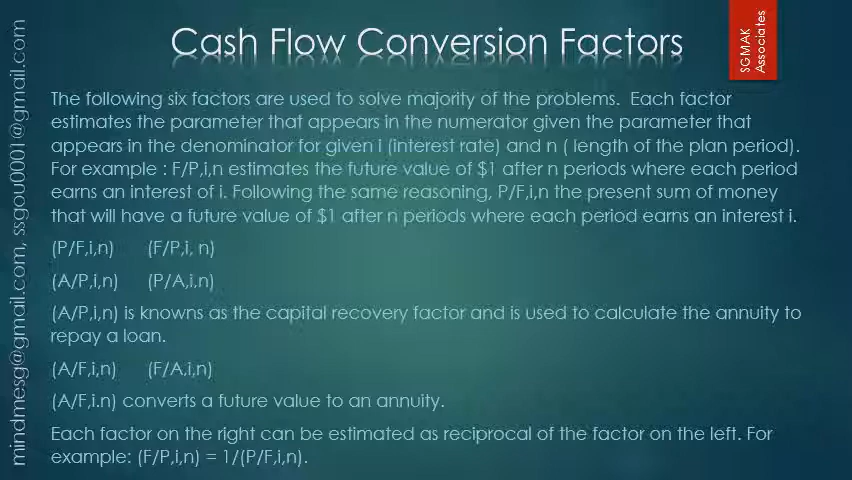 Cash Flow Conversion Factors
SGMAK
Associates
The following six factors are used to solve majority of the problems. Each factor
estimates the parameter that appears in the numerator given the parameter that
appears in the denominator for given i (interest rate) and n ( length of the plan period).
For example : F/P,i,n estimates the future value of $1 after n periods where each period
earns an interest of i. Following the same reasoning, P/F,i,n the present sum of money
that will have a future value of $1 after n periods where each period earns an interest i.
(P/F,i,n) (F/P,i, n)
(A/P,i,n) (P/A,i,n)
(A/P,i,n) is knowns as the capital recovery factor and is used to calculate the annuity to
repay a loan.
(A/F,i,n) (F/A,i,n)
(A/F,i.n) converts a future value to an annuity.
Each factor on the right can be estimated as reciprocal of the factor on the left. For
example: (F/P,i,n) = 1/(P/F,i,n).
mindmesg@gmail.com, ssgou0001@gmail.com